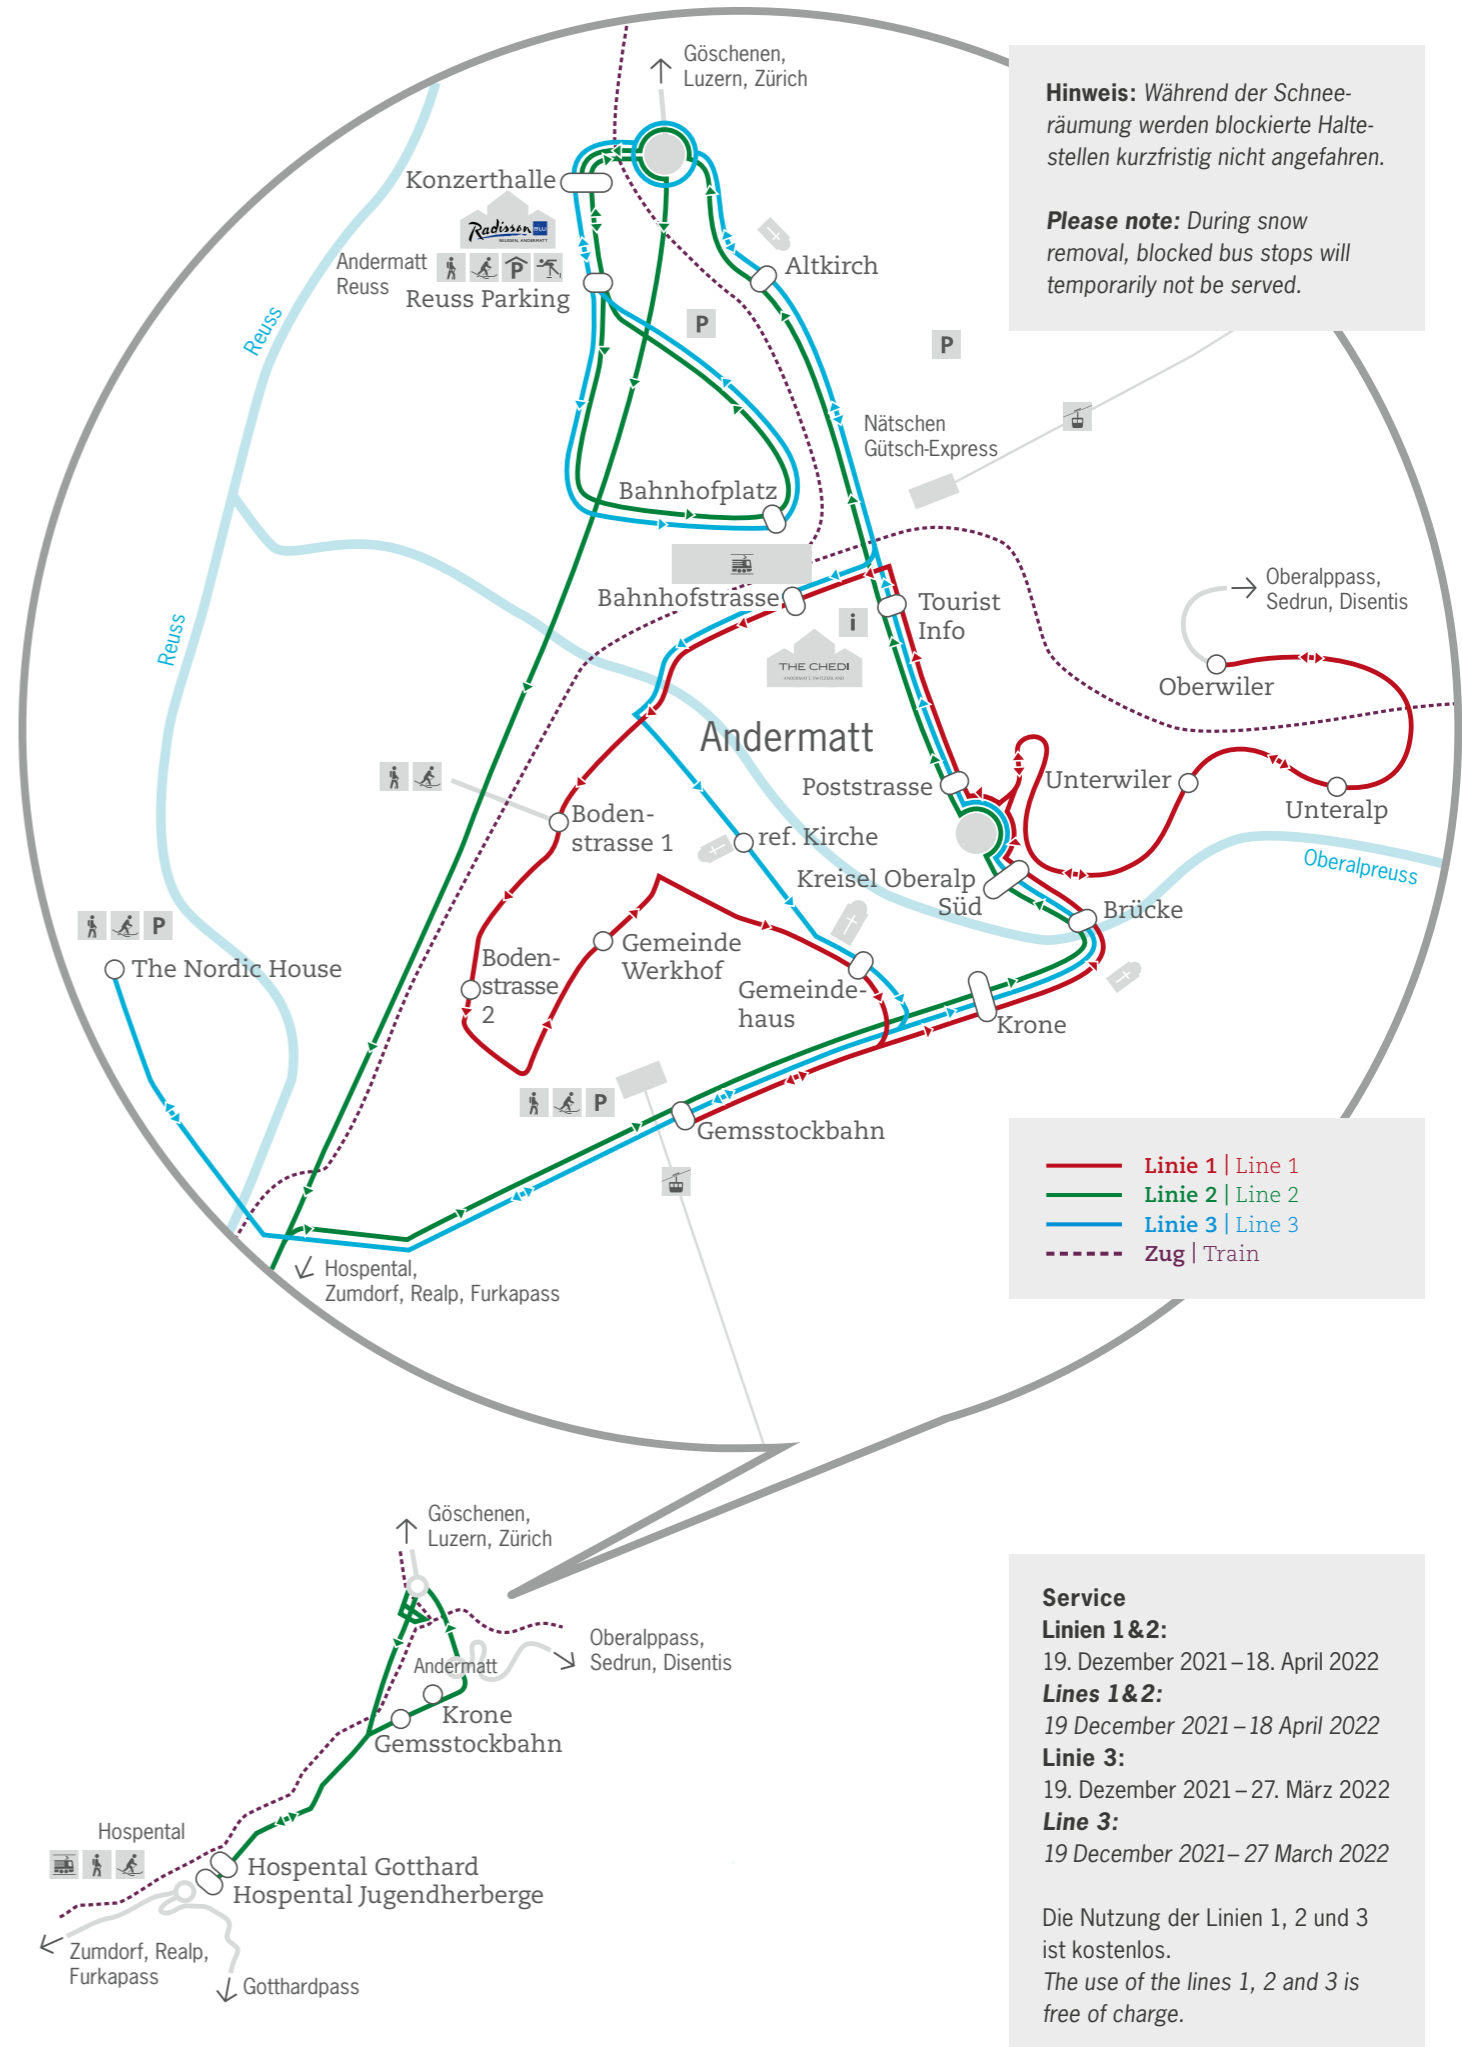 Göschenen,
Luzern, Zürich
Hinweis: Während der Schnee-
räumung werden blockierte Halte-
stellen kurzfristig nicht angefahren.
Please note: During snow
removal, blocked bus stops will
temporarily not be served.
Konzerthalle
Radisson BLU
REUSSEN, ANDERMATT
Andermatt
Reuss
P
Reuss Parking
Altkirch
Reuss
P
P
Nätschen
Gütsch-Express
Bahnhofplatz
Bahnhofstrasse
i
Tourist
Info
Oberalppass,
Sedrun, Disentis
Reuss
THE CHEDI
ANDERMATT, SWITZERLAND
Oberwiler
Andermatt
Poststrasse
Unterwiler
Unteralp
Boden-
strasse 1
ref. Kirche
Oberalpreuss
Kreisel Oberalp
Süd
Brücke
P
The Nordic House
Gemeinde
Werkhof
Boden-
strasse
2
Gemeinde-
haus
Krone
P
Gemsstockbahn
Linie 1 | Line 1
Linie 2 | Line 2
Linie 3 | Line 3
Zug | Train
Hospental,
Zumdorf, Realp, Furkapass
Göschenen,
Luzern, Zürich
Oberalppass,
Sedrun, Disentis
Andermatt
Krone
Gemsstockbahn
Hospental
Hospental Gotthard
Hospental Jugendherberge
Zumdorf, Realp,
Furkapass
Gotthardpass
Service
Linien 1&2:
19. Dezember 2021–18. April 2022
Lines 1&2:
19 December 2021–18 April 2022
Linie 3:
19. Dezember 2021–27. März 2022
Line 3:
19 December 2021–27 March 2022
Die Nutzung der Linien 1, 2 und 3
ist kostenlos.
The use of the lines 1, 2 and 3 is
free of charge.